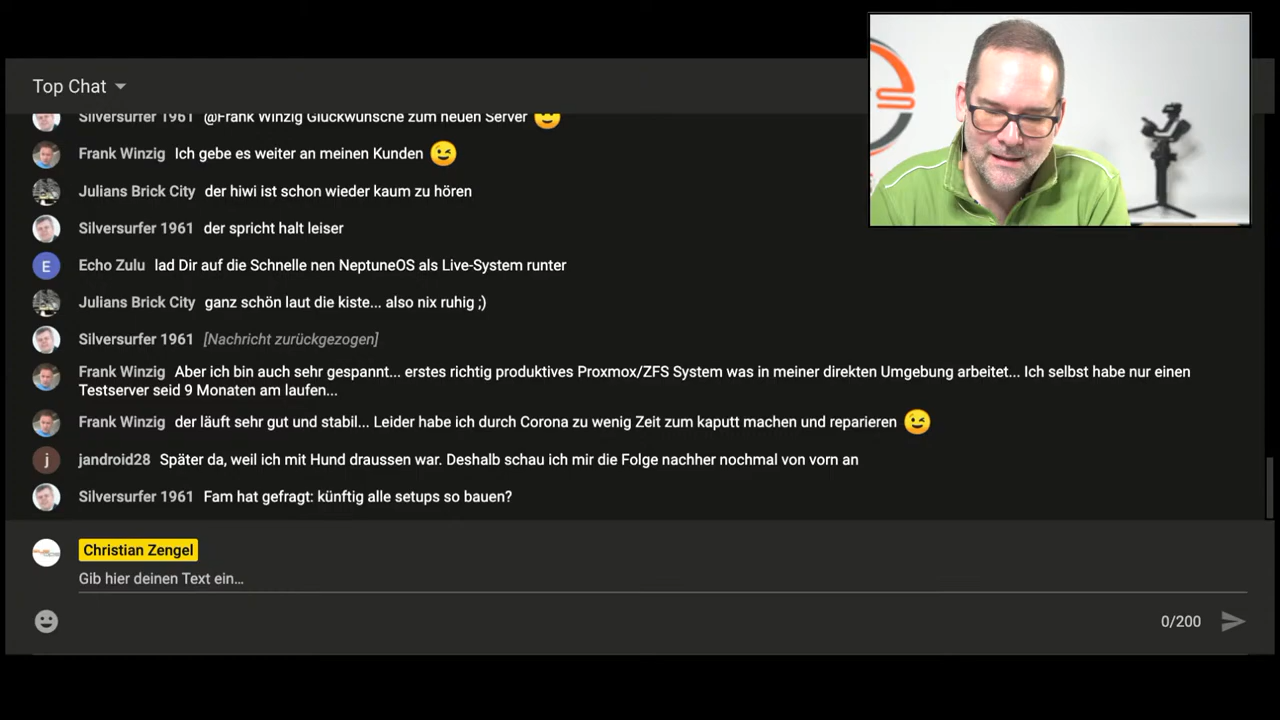 Top Chat
Silversurfer 1961 @Frank Winzig Glückwünsche zum neuen Server
Frank Winzig Ich gebe es weiter an meinen Kunden
Julians Brick City der hiwi ist schon wieder kaum zu hören
Silversurfer 1961 der spricht halt leiser
E Echo Zulu lad Dir auf die Schnelle nen NeptuneOS als Live-System runter
Julians Brick City ganz schön laut die kiste... also nix ruhig ;)
Silversurfer 1961 [Nachricht zurückgezogen]
Frank Winzig Aber ich bin auch sehr gespannt... erstes richtig produktives Proxmox/ZFS System was in meiner direkten Umgebung arbeitet... Ich selbst habe nur einen
Testserver seid 9 Monaten am laufen...
Frank Winzig der läuft sehr gut und stabil... Leider habe ich durch Corona zu wenig Zeit zum kaputt machen und reparieren
j jandroid28 Später da, weil ich mit Hund draussen war. Deshalb schau ich mir die Folge nachher nochmal von vorn an
Silversurfer 1961 Fam hat gefragt: künftig alle setups so bauen?
Christian Zengel
Gib hier deinen Text ein...
0/200